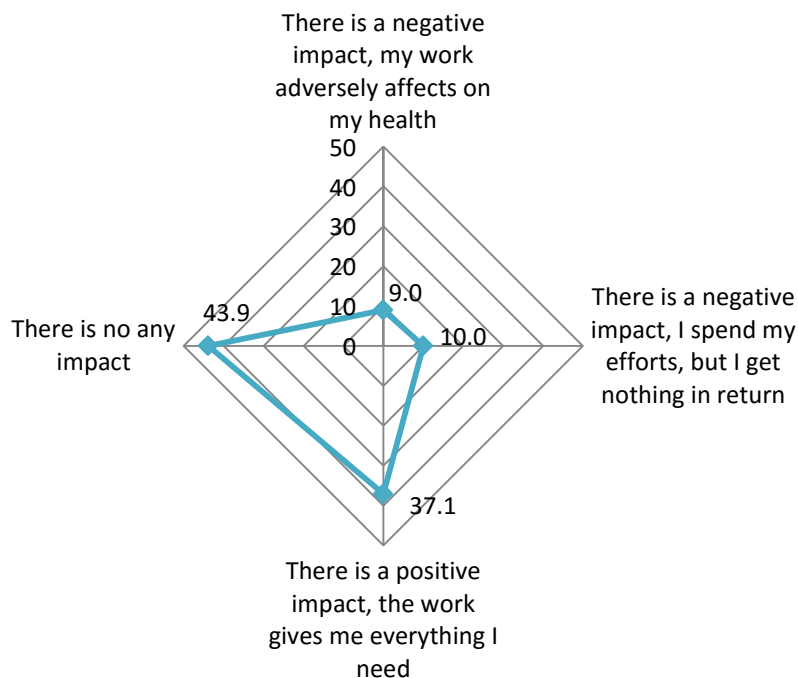 There is a negative
impact, my work
adversely affects on
my health
50
40
30
20
10
0
9.0
10.0
37.1
43.9
There is a negative
impact, I spend my
efforts, but I get
nothing in return
There is no any
impact
There is a positive
impact, the work
gives me everything I
need